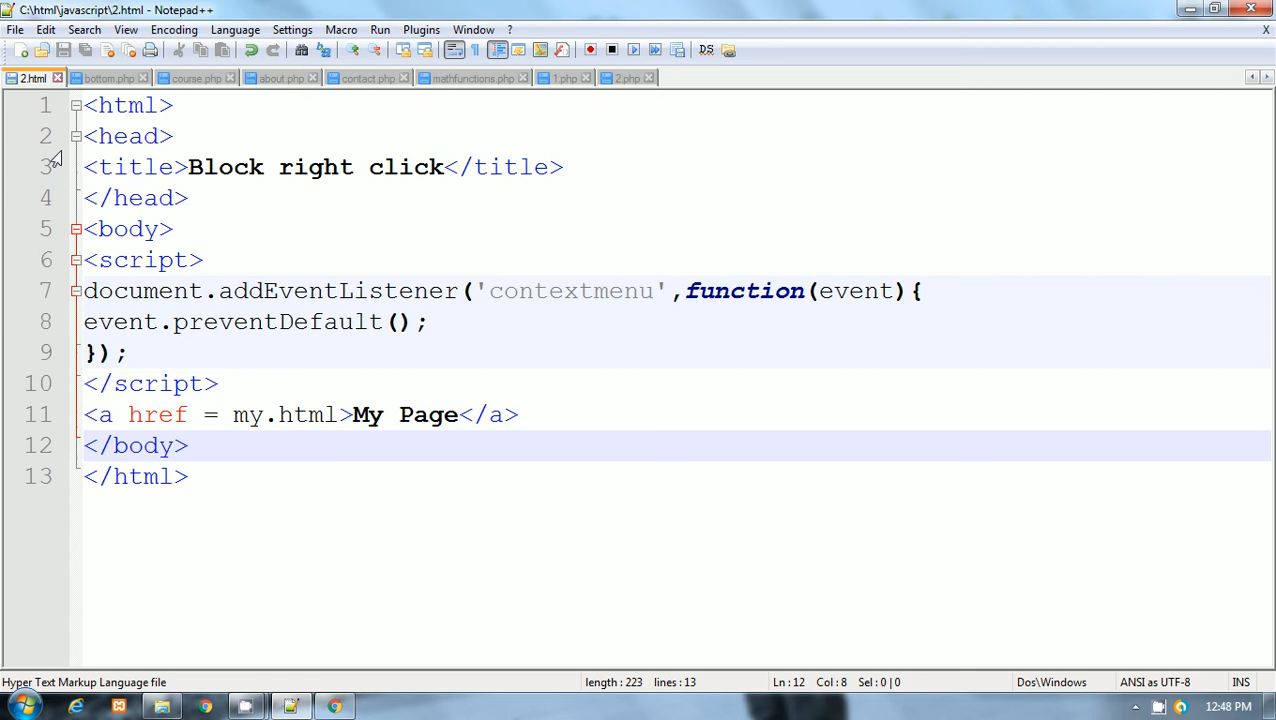 C:\html\javascript\2.html - Notepad++
File Edit Search View Encoding Language Settings Macro Run Plugins Window ? X
DS
2.html bottom.php course.php about.php contact.php mathfunctions.php 1.php 2.php
1 <html>
2 <head>
3 <title>Block right click</title>
4 </head>
5 <body>
6 <script>
7 document.addEventListener('contextmenu',function(event){
8 event.preventDefault();
9 });
10 </script>
11 <a href = my.html>My Page</a>
12 </body>
13 </html>
Hyper Text Markup Language file length : 223 lines : 13 Ln : 12 Col : 8 Sel : 0 | 0 Dos\Windows ANSI as UTF-8 INS
12:48 PM